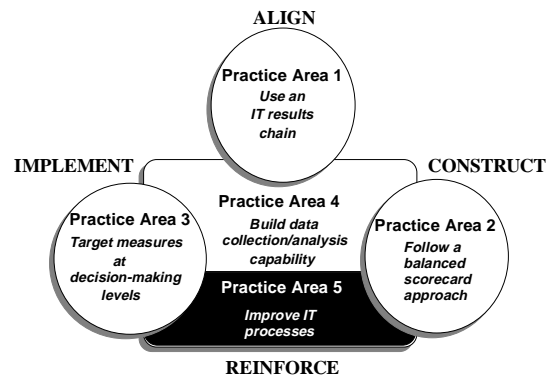 ALIGN
Practice Area 1
Use an
IT results
chain
IMPLEMENT
CONSTRUCT
Practice Area 3
Target measures
at
decision-making
levels
Practice Area 4
Build data
collection/analysis
capability
Practice Area 2
Follow a
balanced
scorecard
approach
Practice Area 5
Improve IT
processes
REINFORCE